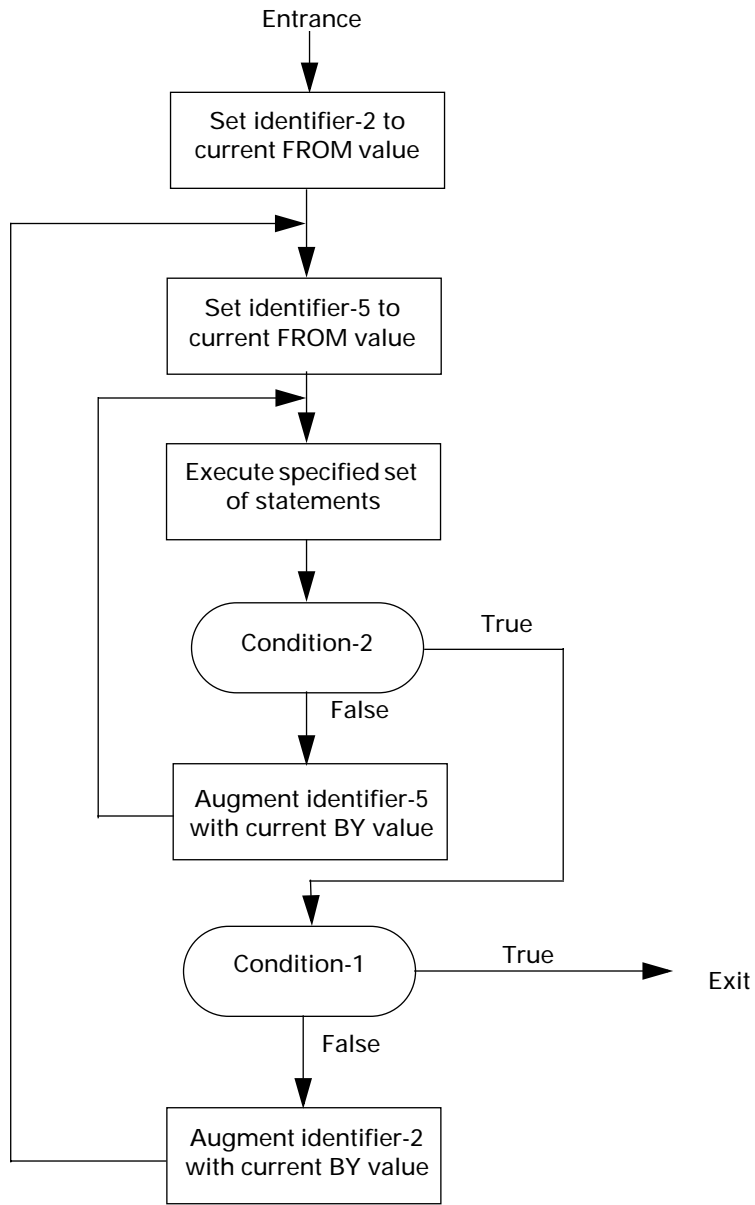 Entrance
Set identifier-2 to
current FROM value
Set identifier-5 to
current FROM value
Execute specified set
of statements
Condition-2
True
False
Augment identifier-5
with current BY value
Condition-1
True
Exit
False
Augment identifier-2
with current BY value